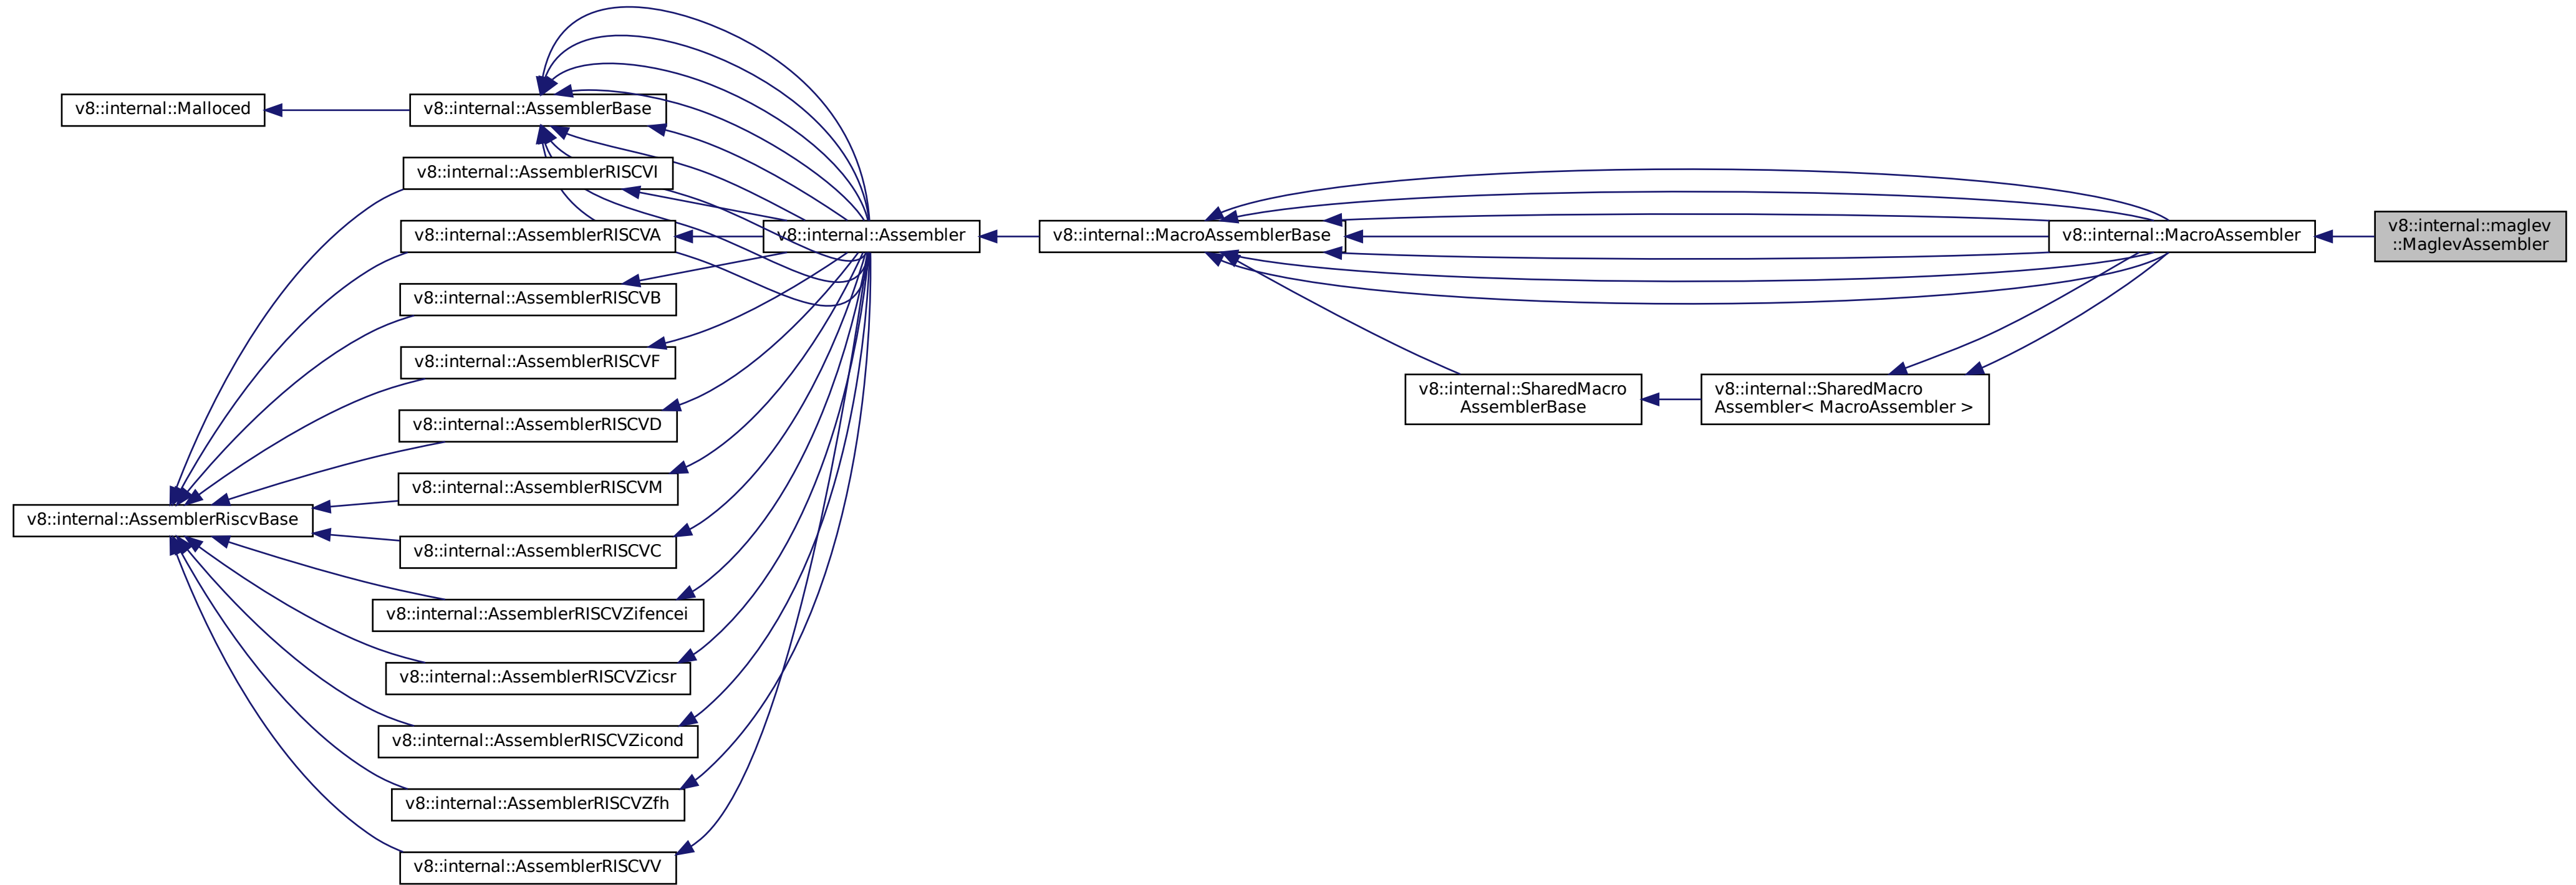 v8::internal::Malloced
v8::internal::AssemblerBase
v8::internal::AssemblerRISCVI
v8::internal::AssemblerRISCVA
v8::internal::Assembler
v8::internal::MacroAssemblerBase
v8::internal::MacroAssembler
v8::internal::maglev
::MaglevAssembler
v8::internal::AssemblerRISCVB
v8::internal::AssemblerRISCVF
v8::internal::SharedMacro
AssemblerBase
v8::internal::SharedMacro
Assembler< MacroAssembler >
v8::internal::AssemblerRISCVD
v8::internal::AssemblerRISCVM
v8::internal::AssemblerRiscvBase
v8::internal::AssemblerRISCVC
v8::internal::AssemblerRISCVZifencei
v8::internal::AssemblerRISCVZicsr
v8::internal::AssemblerRISCVZicond
v8::internal::AssemblerRISCVZfh
v8::internal::AssemblerRISCVV